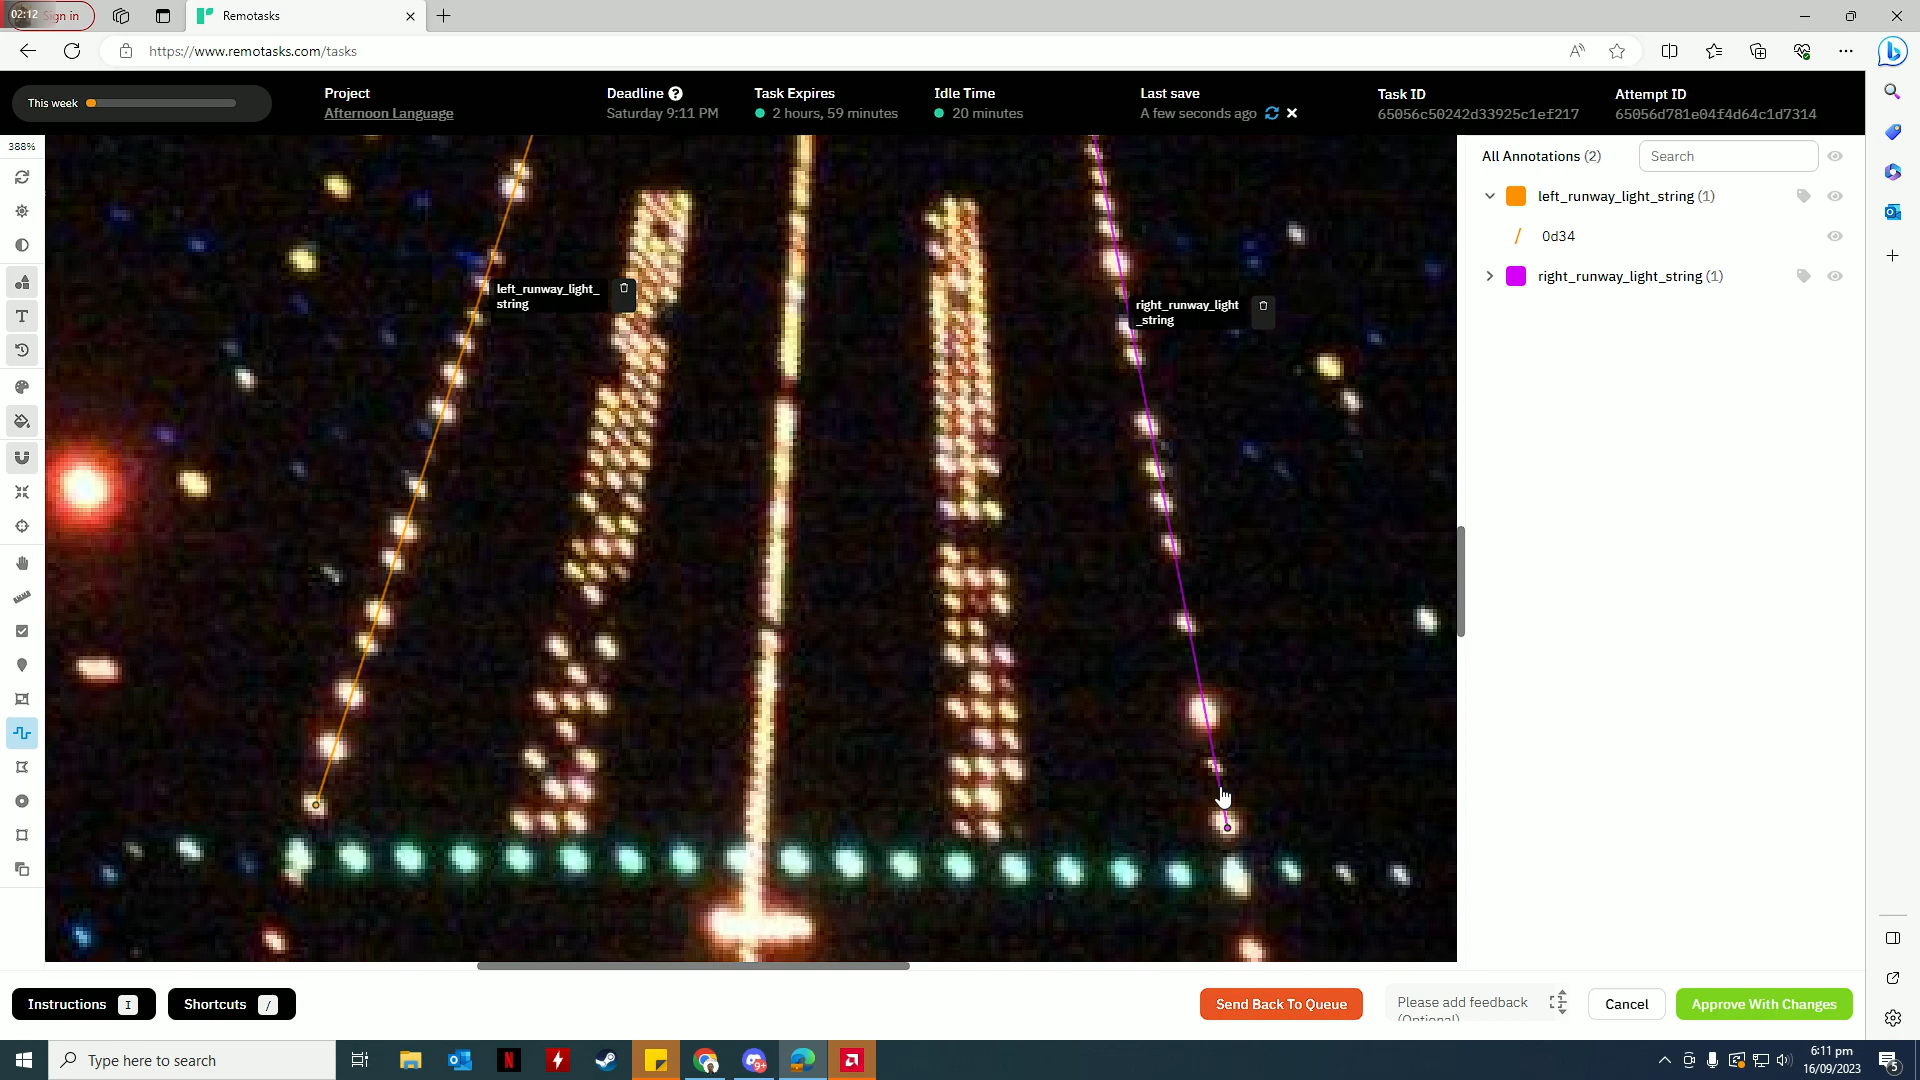 02:12 Sign in
Remotasks
https://www.remotasks.com/tasks
This week
Project
Afternoon Language
Deadline
Saturday 9:11 PM
Task Expires
2 hours, 59 minutes
Idle Time
20 minutes
Last save
A few seconds ago
Task ID
65056c50242d33925c1ef217
Attempt ID
65056d781e04f4d64c1d7314
388%
All Annotations (2)
Search
left_runway_light_string (1)
0d34
right_runway_light_string (1)
left_runway_light_
string
right_runway_light
_string
Instructions I
Shortcuts /
Send Back To Queue
Please add feedback
(Optional)
Cancel
Approve With Changes
Type here to search
9+
6:11 pm
16/09/2023
5